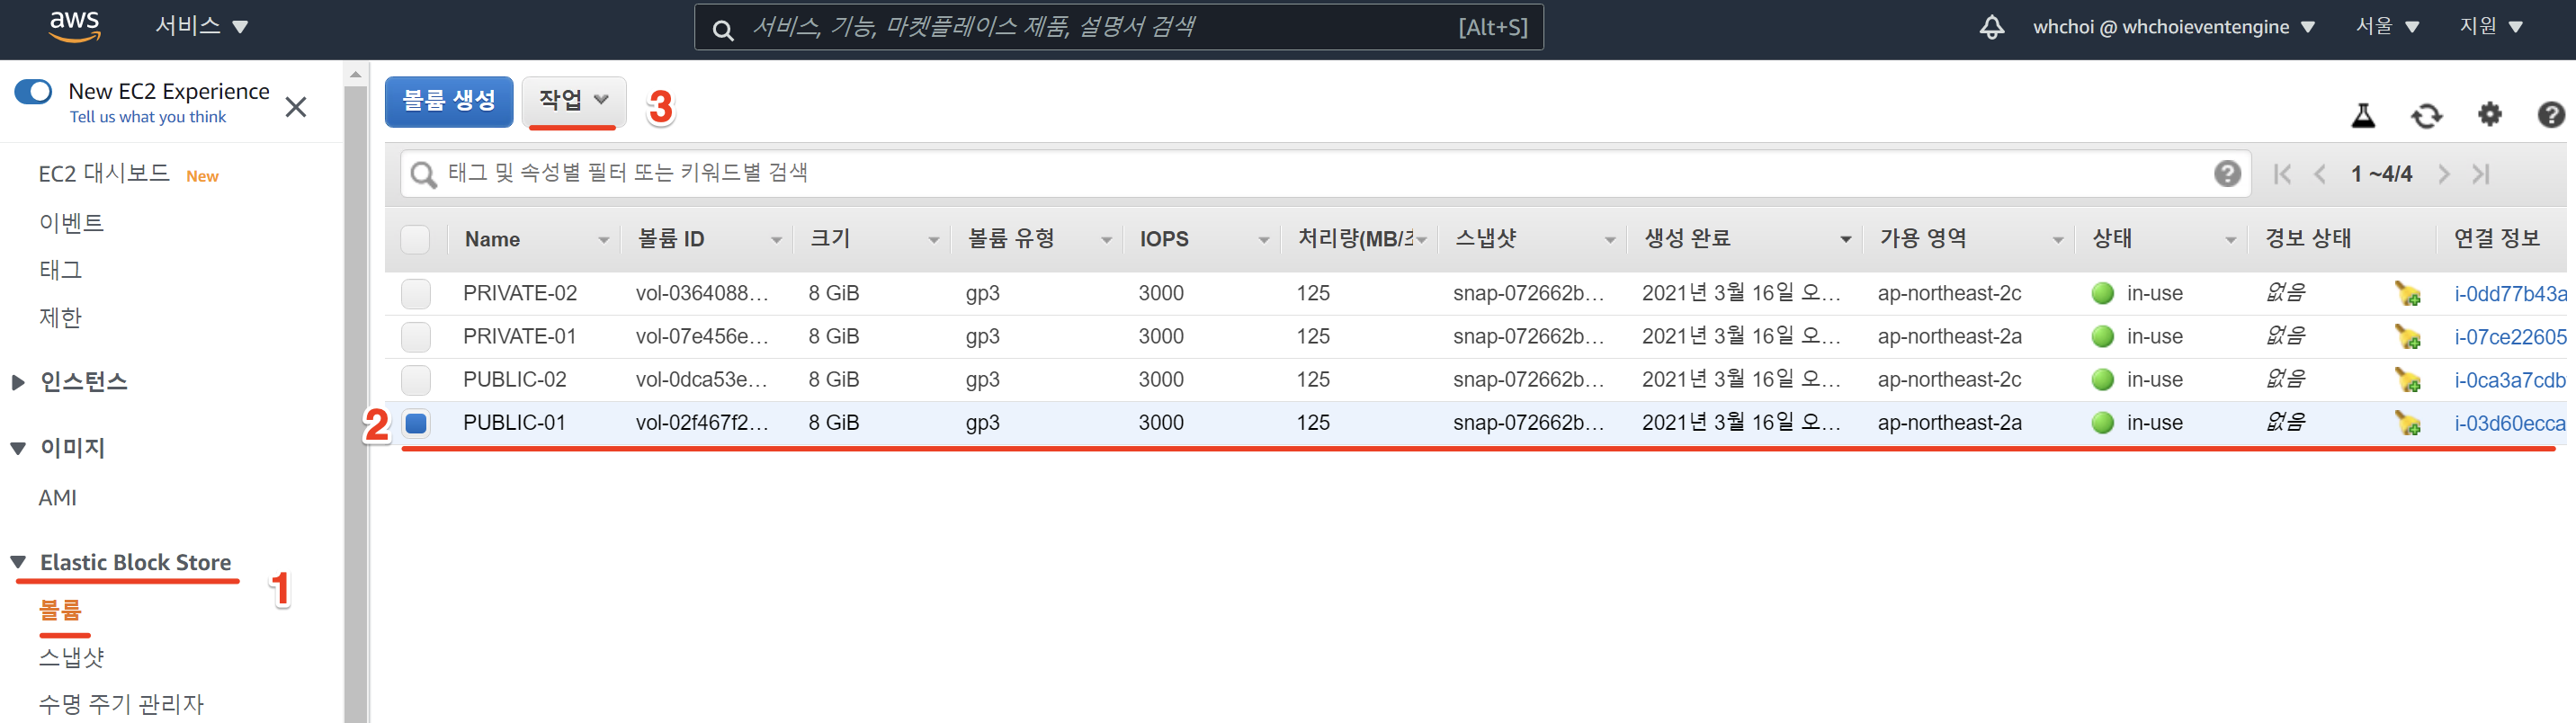 aws 서비스 서비스, 기능, 마켓플레이스 제품, 설명서 검색 [Alt+S] whchoi @ whchoieventengine 서울 지원
New EC2 Experience
Tell us what you think
EC2 대시보드 New
이벤트
태그
제한
인스턴스
이미지
AMI
Elastic Block Store
1
볼륨
스냅샷
수명 주기 관리자
볼륨 생성 작업 3
태그 및 속성별 필터 또는 키워드별 검색 1 ~4/4
Name 볼륨 ID 크기 볼륨 유형 IOPS 처리량(MB/초 스냅샷 생성 완료 가용 영역 상태 경보 상태 연결 정보
PRIVATE-02 vol-0364088... 8 GiB gp3 3000 125 snap-072662b... 2021년 3월 16일 오... ap-northeast-2c in-use 없음 i-0dd77b43a
PRIVATE-01 vol-07e456e... 8 GiB gp3 3000 125 snap-072662b... 2021년 3월 16일 오... ap-northeast-2a in-use 없음 i-07ce22605
PUBLIC-02 vol-0dca53e... 8 GiB gp3 3000 125 snap-072662b... 2021년 3월 16일 오... ap-northeast-2c in-use 없음 i-0ca3a7cdb
2 PUBLIC-01 vol-02f467f2... 8 GiB gp3 3000 125 snap-072662b... 2021년 3월 16일 오... ap-northeast-2a in-use 없음 i-03d60ecca